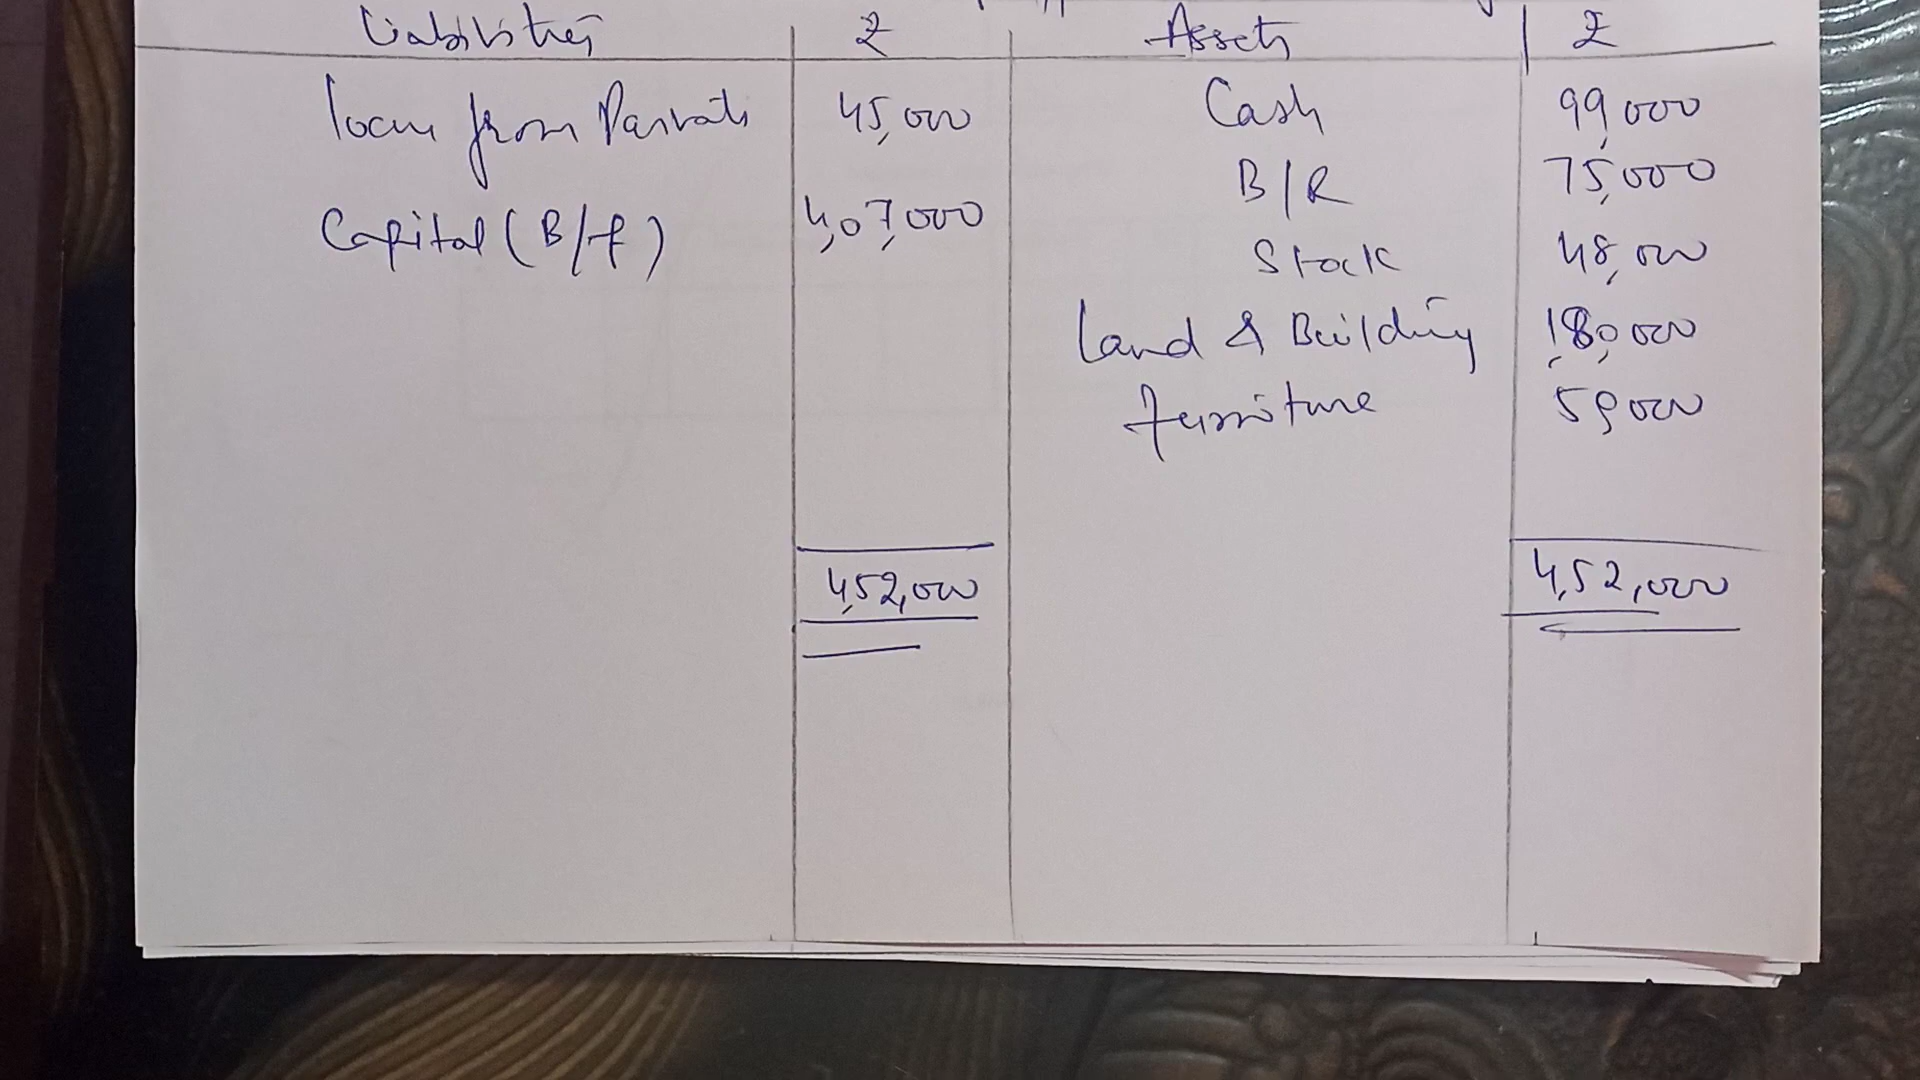 Liabilities ₹ Assets ₹
loan from Parvati 45,000 Cash 99,000
B/R 75,000
Capital (B/f) 4,07,000 Stock 48,000
Land & Building 1,80,000
furniture 50,000
4,52,000 4,52,000